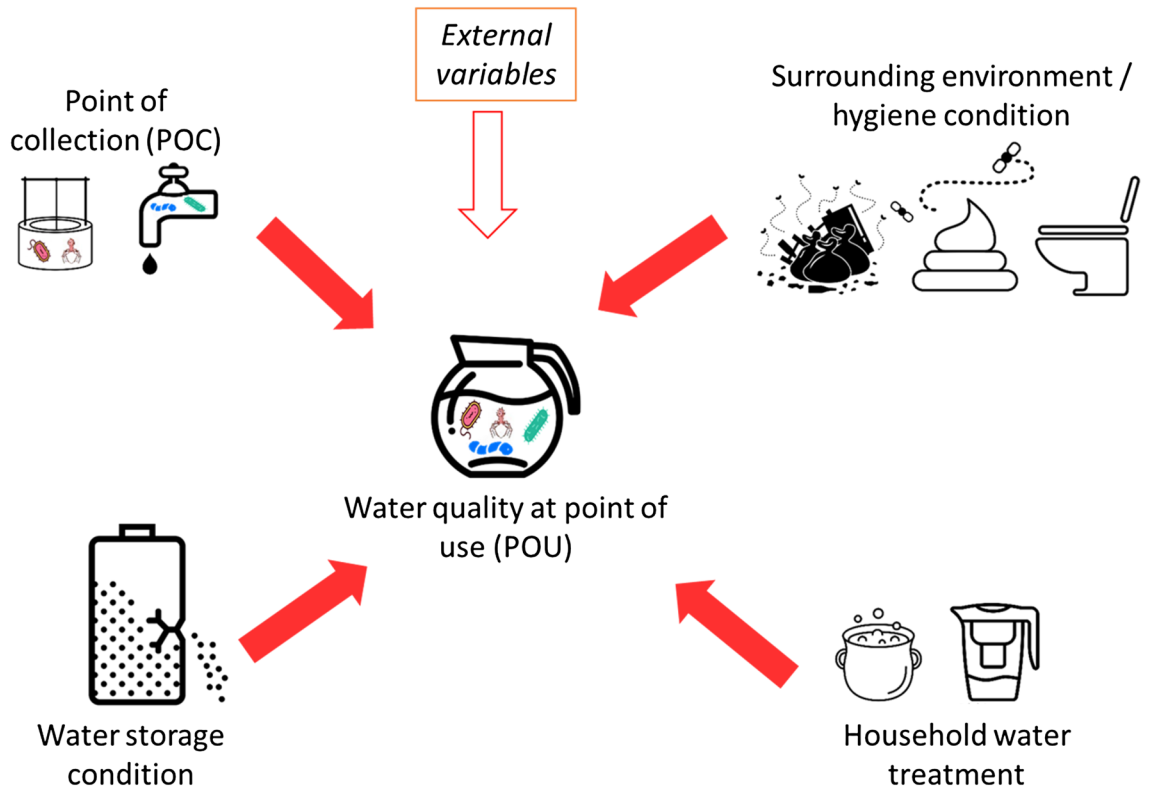 External
variables
Point of
collection (POC)
Surrounding environment /
hygiene condition
Water quality at point of
use (POU)
Water storage
condition
Household water
treatment